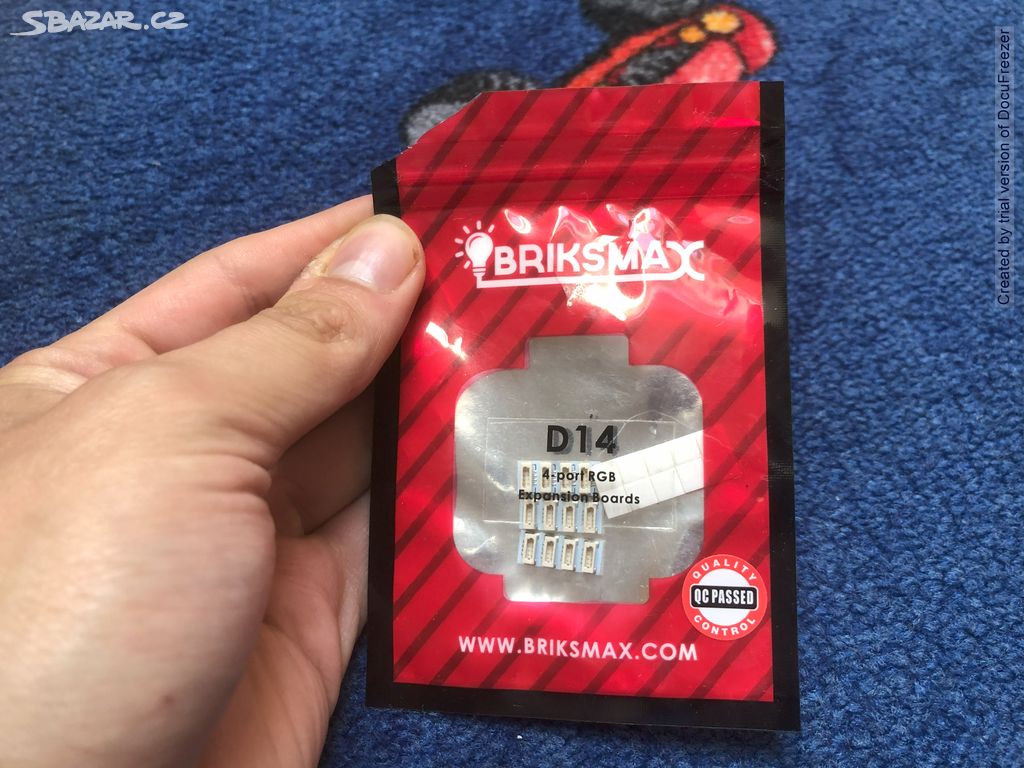 SBAZAR.CZ
Created by trial version of DocuFreezer
BRIKSMAX
D14
4-port RGB
Expansion Boards
QUALITY
QC PASSED
CONTROL
WWW.BRIKSMAX.COM